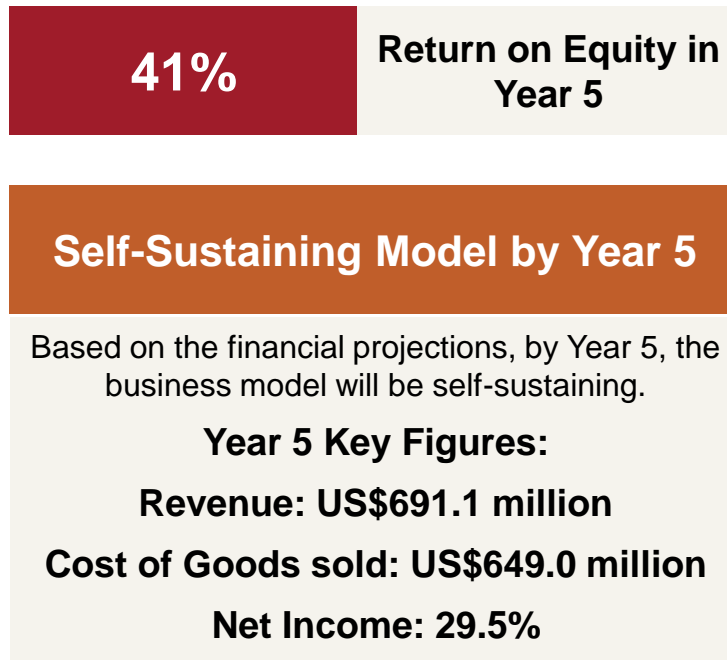 41%
Return on Equity in
Year 5
Self-Sustaining Model by Year 5
Based on the financial projections, by Year 5, the
business model will be self-sustaining.
Year 5 Key Figures:
Revenue: US$691.1 million
Cost of Goods sold: US$649.0 million
Net Income: 29.5%